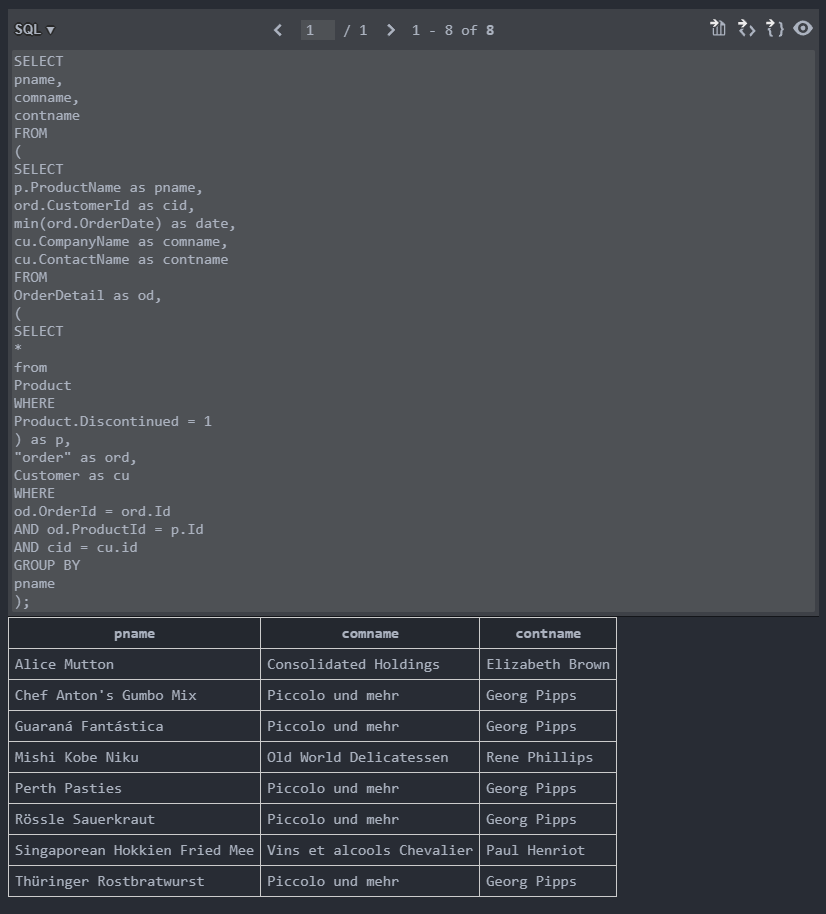 SQL ▼ 1 / 1 1 - 8 of 8
SELECT
pname,
comname,
contname
FROM
(
SELECT
p.ProductName as pname,
ord.CustomerId as cid,
min(ord.OrderDate) as date,
cu.CompanyName as comname,
cu.ContactName as contname
FROM
OrderDetail as od,
(
SELECT
*
from
Product
WHERE
Product.Discontinued = 1
) as p,
"order" as ord,
Customer as cu
WHERE
od.OrderId = ord.Id
AND od.ProductId = p.Id
AND cid = cu.id
GROUP BY
pname
);
pname comname contname
Alice Mutton Consolidated Holdings Elizabeth Brown
Chef Anton's Gumbo Mix Piccolo und mehr Georg Pipps
Guaraná Fantástica Piccolo und mehr Georg Pipps
Mishi Kobe Niku Old World Delicatessen Rene Phillips
Perth Pasties Piccolo und mehr Georg Pipps
Rössle Sauerkraut Piccolo und mehr Georg Pipps
Singaporean Hokkien Fried Mee Vins et alcools Chevalier Paul Henriot
Thüringer Rostbratwurst Piccolo und mehr Georg Pipps